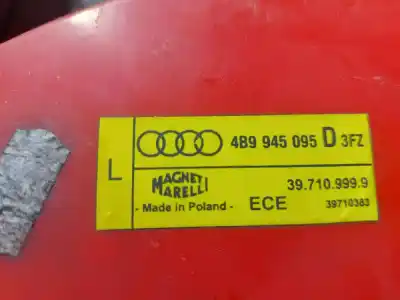 4B9 945 095 D 3FZ
L
MAGNETI
MARELLI
39.710.999.9
- Made in Poland -
ECE
39710383